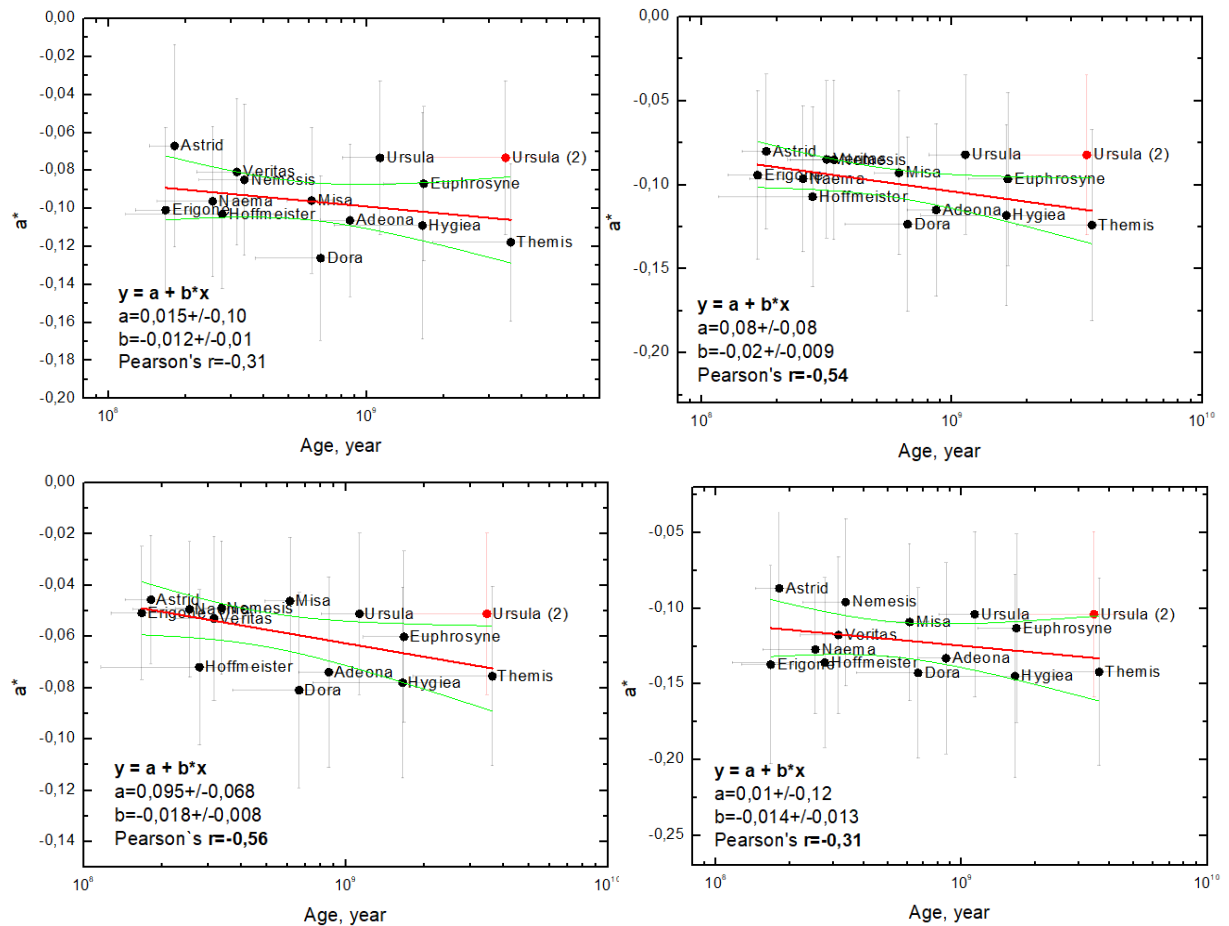 0,00
-0,02
-0,04
-0,06
-0,08
-0,10
-0,12
-0,14
-0,16
-0,18
-0,20
a*
Astrid
Ursula
Ursula (2)
Veritas
Nemesis
Euphrosyne
Naema
Misa
Erigone
Hoffmeister
Adeona
Hygiea
Themis
Dora
y = a + b*x
a=0,015+/-0,10
b=-0,012+/-0,01
Pearson's r=-0,31
10⁸
10⁹
Age, year
0,00
-0,05
-0,10
-0,15
-0,20
a*
Astrid
Veritas
Nemesis
Ursula
Ursula (2)
Erigone
Naema
Misa
Euphrosyne
Hoffmeistor
Adeona
Hygiea
Dora
Themis
y = a + b*x
a=0,08+/-0,08
b=-0,02+/-0,009
Pearson's r=-0,54
10⁸
10⁹
10¹⁰
Age, year
0,00
-0,02
-0,04
-0,06
-0,08
-0,10
-0,12
-0,14
a*
Astrid
Misa
Erigone
Naema
Nemesis
Veritas
Ursula
Ursula (2)
Euphrosyne
Hoffmeister
Adeona
Themis
Dora
Hygiea
y = a + b*x
a=0,095+/-0,068
b=-0,018+/-0,008
Pearson`s r=-0,56
10⁸
10⁹
10¹⁰
Age, year
-0,05
-0,10
-0,15
-0,20
-0,25
a*
Astrid
Nemesis
Ursula
Ursula (2)
Misa
Veritas
Euphrosyne
Naema
Erigone
Hoffmeister
Adeona
Dora
Hygiea
Themis
y = a + b*x
a=0,01+/-0,12
b=-0,014+/-0,013
Pearson's r=-0,31
10⁸
10⁹
10¹⁰
Age, year